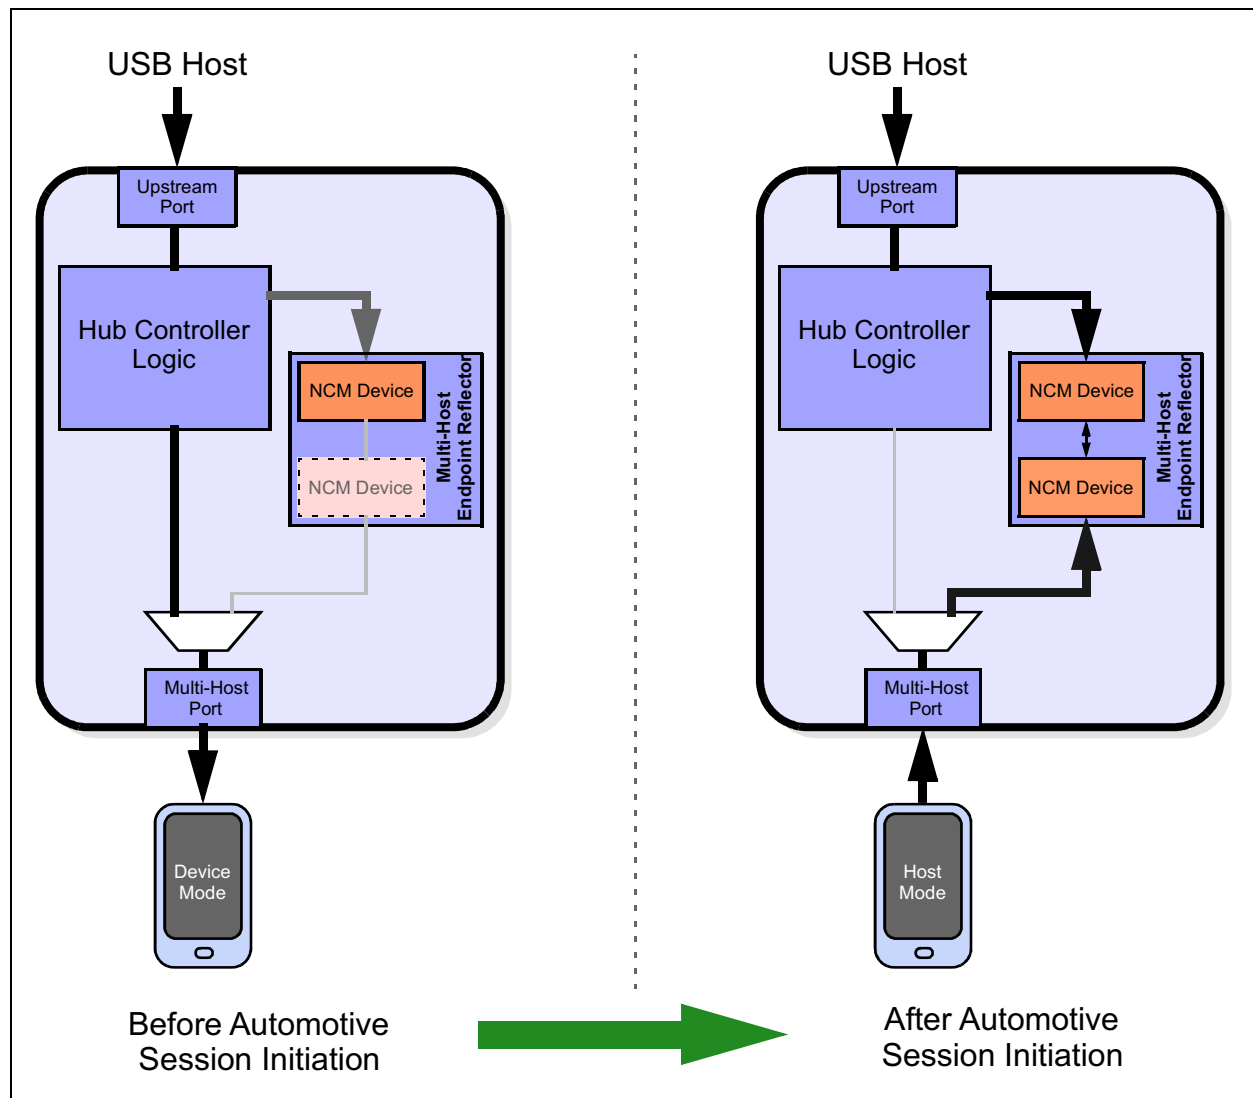 USB Host
Upstream
Port
Hub Controller
Logic
NCM Device
NCM Device
Multi-Host
Endpoint Reflector
Multi-Host
Port
Device
Mode
Before Automotive
Session Initiation
USB Host
Upstream
Port
Hub Controller
Logic
NCM Device
NCM Device
Multi-Host
Endpoint Reflector
Multi-Host
Port
Host
Mode
After Automotive
Session Initiation